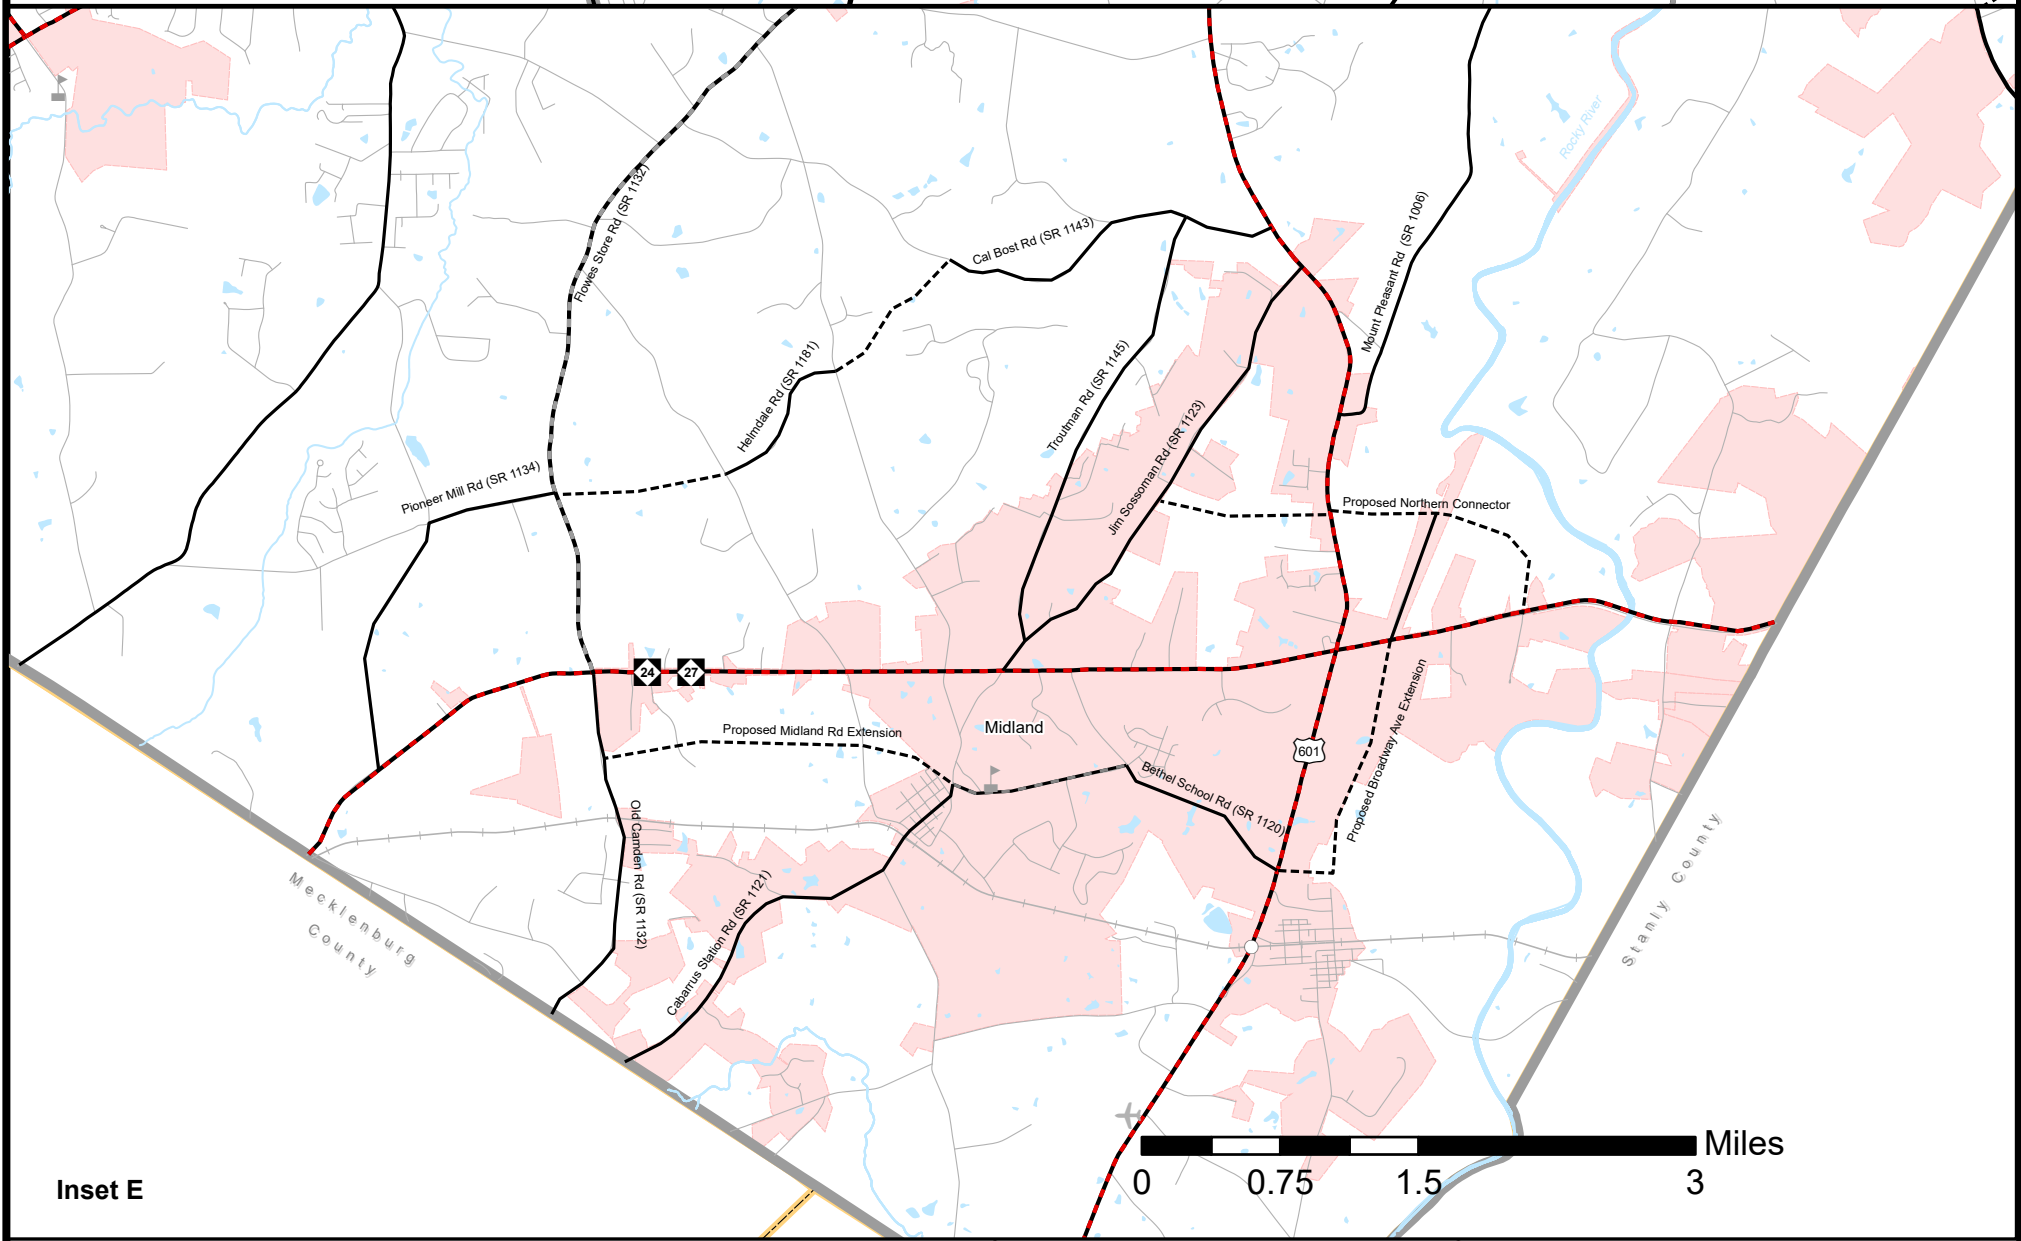 Rocky River
Flowes Store Rd (SR 1132)
Cal Bost Rd (SR 1143)
Mount Pleasant Rd (SR 1006)
Helmdale Rd (SR 1181)
Troutman Rd (SR 1145)
Jim Sossoman Rd (SR 1123)
Pioneer Mill Rd (SR 1134)
Proposed Northern Connector
24
27
Proposed Midland Rd Extension
Midland
601
Proposed Broadway Ave Extension
Bethel School Rd (SR 1120)
Old Camden Rd (SR 1132)
Cabarrus Station Rd (SR 1121)
Mecklenburg
County
Stanly County
Miles
0 0.75 1.5 3
Inset E